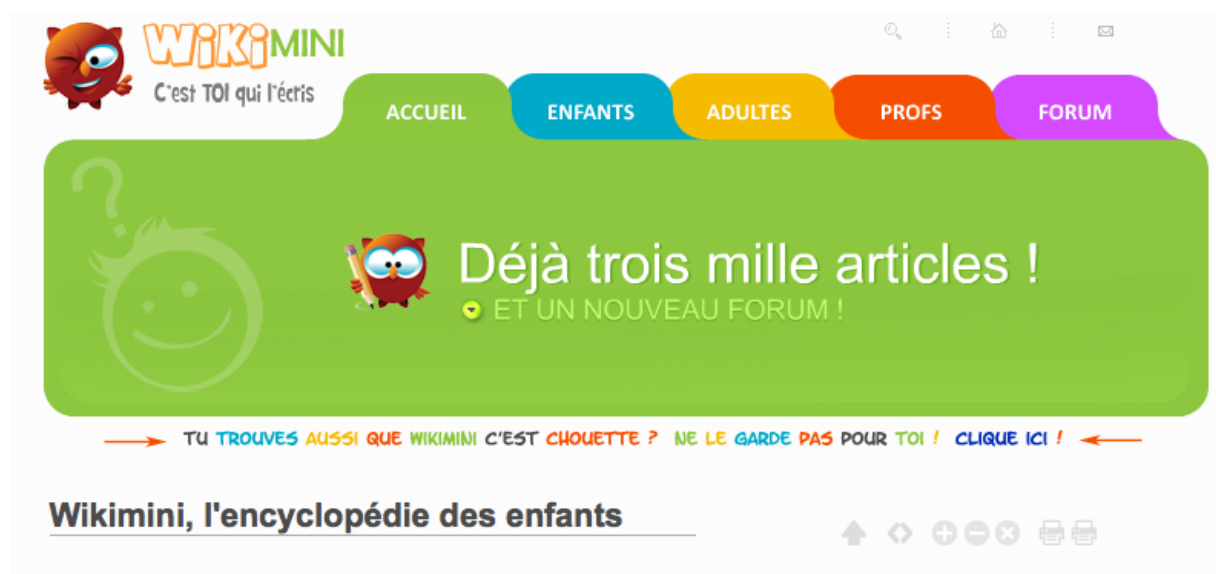 WiKiMINI
C'est TOI qui l'écris
ACCUEIL
ENFANTS
ADULTES
PROFS
FORUM
?
Déjà trois mille articles !
ET UN NOUVEAU FORUM !
TU TROUVES AUSSI QUE WIKIMINI C'EST CHOUETTE ? NE LE GARDE PAS POUR TOI ! CLIQUE ICI !
Wikimini, l'encyclopédie des enfants